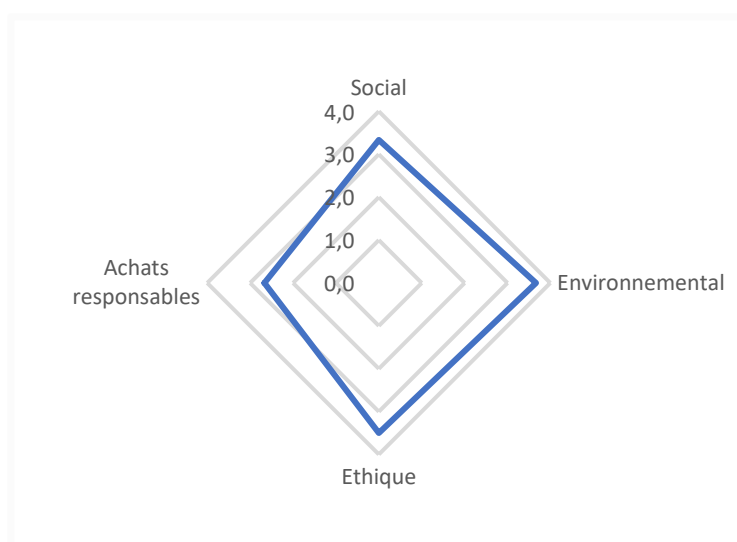 Social
4,0
3,0
2,0
1,0
0,0
Achats
responsables
Environnemental
Ethique